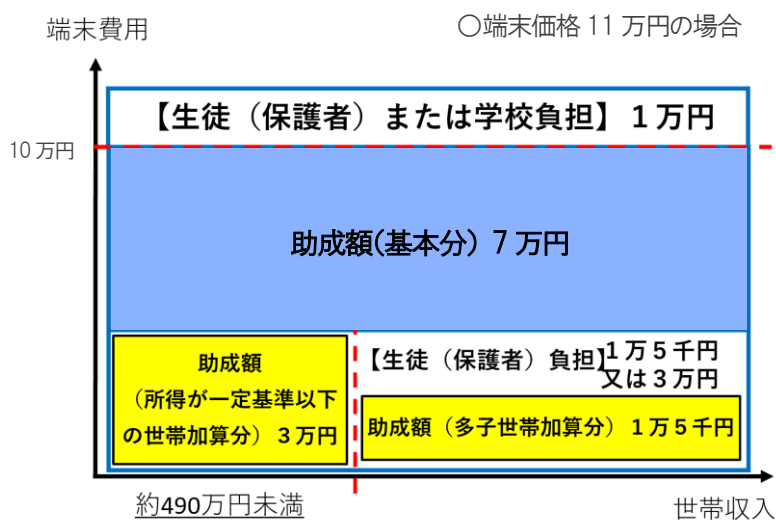 端末費用
○端末価格 11 万円の場合
【生徒（保護者）または学校負担】１万円
10 万円
助成額(基本分) 7 万円
助成額
（所得が一定基準以下
の世帯加算分）３万円
【生徒（保護者）負担】１万５千円
又は３万円
助成額（多子世帯加算分）１万５千円
約490万円未満
世帯収入